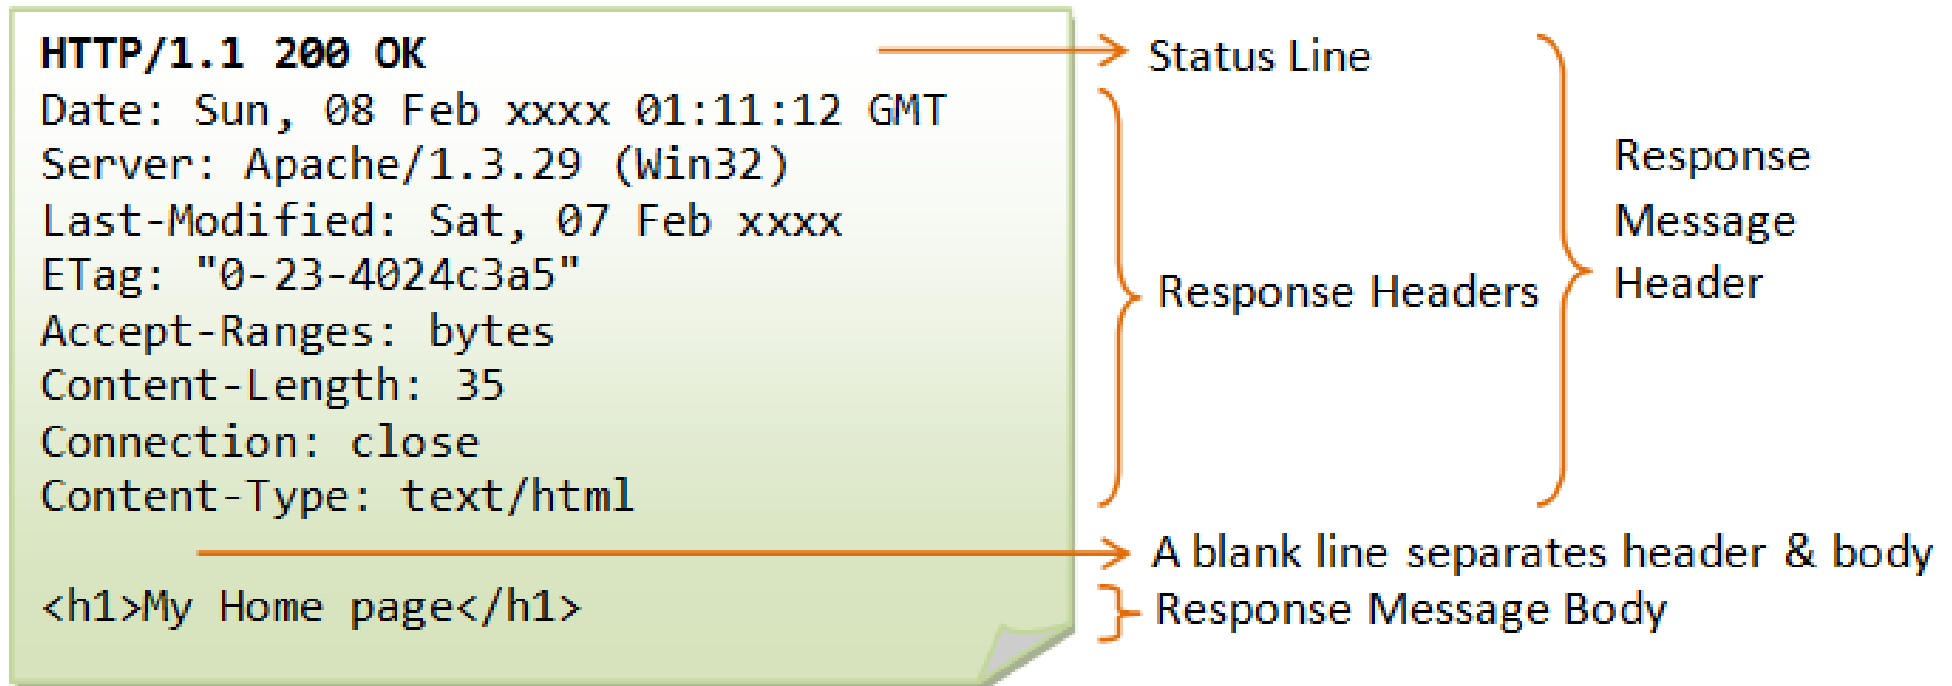 HTTP/1.1 200 OK
Date: Sun, 08 Feb xxxx 01:11:12 GMT
Server: Apache/1.3.29 (Win32)
Last-Modified: Sat, 07 Feb xxxx
ETag: "0-23-4024c3a5"
Accept-Ranges: bytes
Content-Length: 35
Connection: close
Content-Type: text/html
<h1>My Home page</h1>
Status Line
Response Headers
Response
Message
Header
A blank line separates header & body
Response Message Body